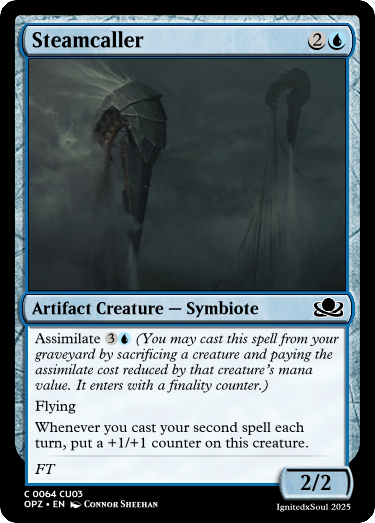 Steamcaller 2
Artifact Creature — Symbiote
Assimilate 3 (You may cast this spell from your
graveyard by sacrificing a creature and paying the
assimilate cost reduced by that creature's mana
value. It enters with a finality counter.)
Flying
Whenever you cast your second spell each
turn, put a +1/+1 counter on this creature.
FT
2/2
C 0064 CU03
OPZ • EN Connor Sheehan
IgnitedxSoul 2025